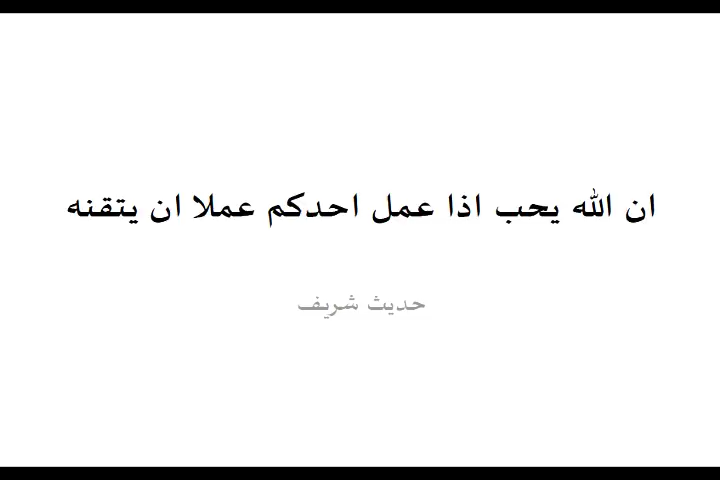 ان الله يحب اذا عمل احدكم عملا ان يتقنه
حديث شريف